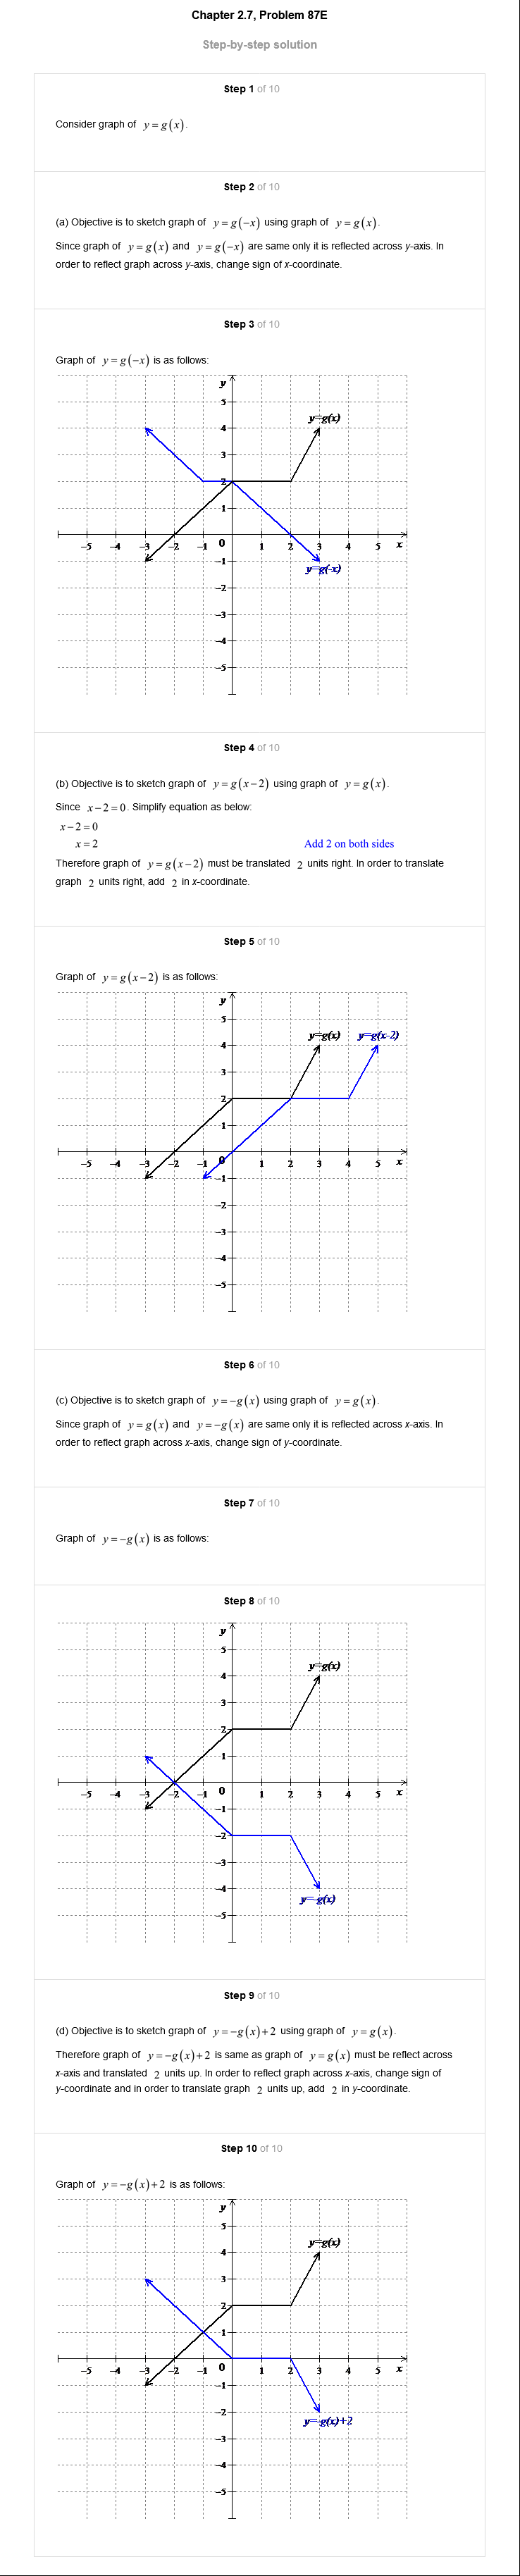 Chapter 2.7, Problem 87E
Step-by-step solution
Step 1 of 10
Consider graph of y = g(x).
Step 2 of 10
(a) Objective is to sketch graph of y = g(−x) using graph of y = g(x).
Since graph of y = g(x) and y = g(−x) are same only it is reflected across y-axis. In
order to reflect graph across y-axis, change sign of x-coordinate.
Step 3 of 10
Graph of y = g(−x) is as follows:
y
5
y=g(x)
4
3
2
1
−5 −4 −3 −2 −1 0 1 2 3 4 5 x
−1
y=g(-x)
−2
−3
−4
−5
Step 4 of 10
(b) Objective is to sketch graph of y = g(x−2) using graph of y = g(x).
Since x−2 = 0. Simplify equation as below:
x−2 = 0
x = 2 Add 2 on both sides
Therefore graph of y = g(x−2) must be translated 2 units right. In order to translate
graph 2 units right, add 2 in x-coordinate.
Step 5 of 10
Graph of y = g(x−2) is as follows:
y
5
y=g(x) y=g(x-2)
4
3
2
1
−5 −4 −3 −2 −1 0 1 2 3 4 5 x
−1
−2
−3
−4
−5
Step 6 of 10
(c) Objective is to sketch graph of y = −g(x) using graph of y = g(x).
Since graph of y = g(x) and y = −g(x) are same only it is reflected across x-axis. In
order to reflect graph across x-axis, change sign of y-coordinate.
Step 7 of 10
Graph of y = −g(x) is as follows:
Step 8 of 10
y
5
y=g(x)
4
3
2
1
−5 −4 −3 −2 −1 0 1 2 3 4 5 x
−1
−2
−3
−4
y=-g(x)
−5
Step 9 of 10
(d) Objective is to sketch graph of y = −g(x)+2 using graph of y = g(x).
Therefore graph of y = −g(x)+2 is same as graph of y = g(x) must be reflect across
x-axis and translated 2 units up. In order to reflect graph across x-axis, change sign of
y-coordinate and in order to translate graph 2 units up, add 2 in y-coordinate.
Step 10 of 10
Graph of y = −g(x)+2 is as follows:
y
5
y=g(x)
4
3
2
1
−5 −4 −3 −2 −1 0 1 2 3 4 5 x
−1
−2
y=-g(x)+2
−3
−4
−5